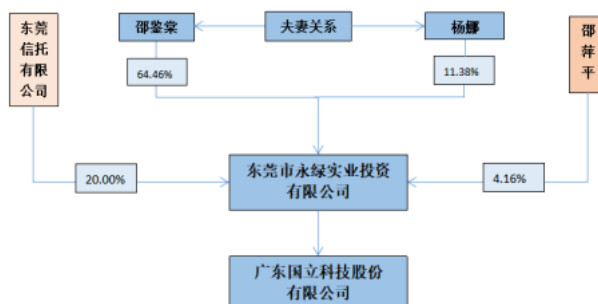 东莞
信托
有限
公司
邵鉴棠
夫妻关系
杨娜
邵
萍
平
64.46%
11.38%
20.00%
东莞市永绿实业投资
有限公司
4.16%
广东国立科技股份
有限公司